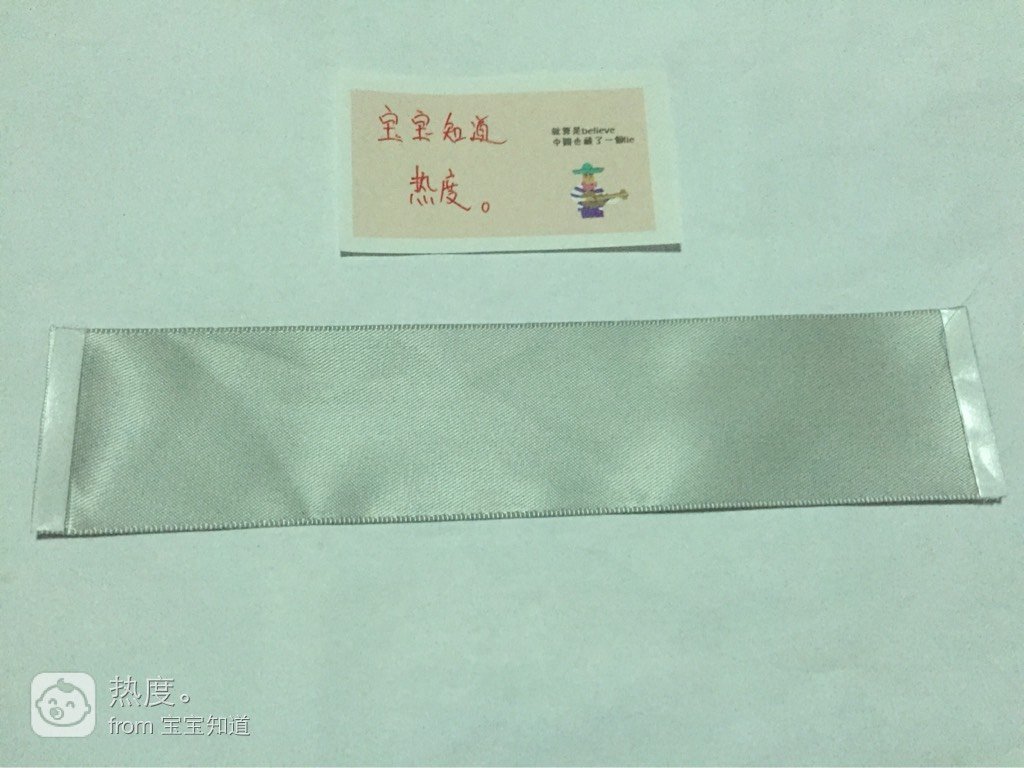 宝宝知道
热度。
就算是believe
中間也藏了一個lie
热度。
from 宝宝知道